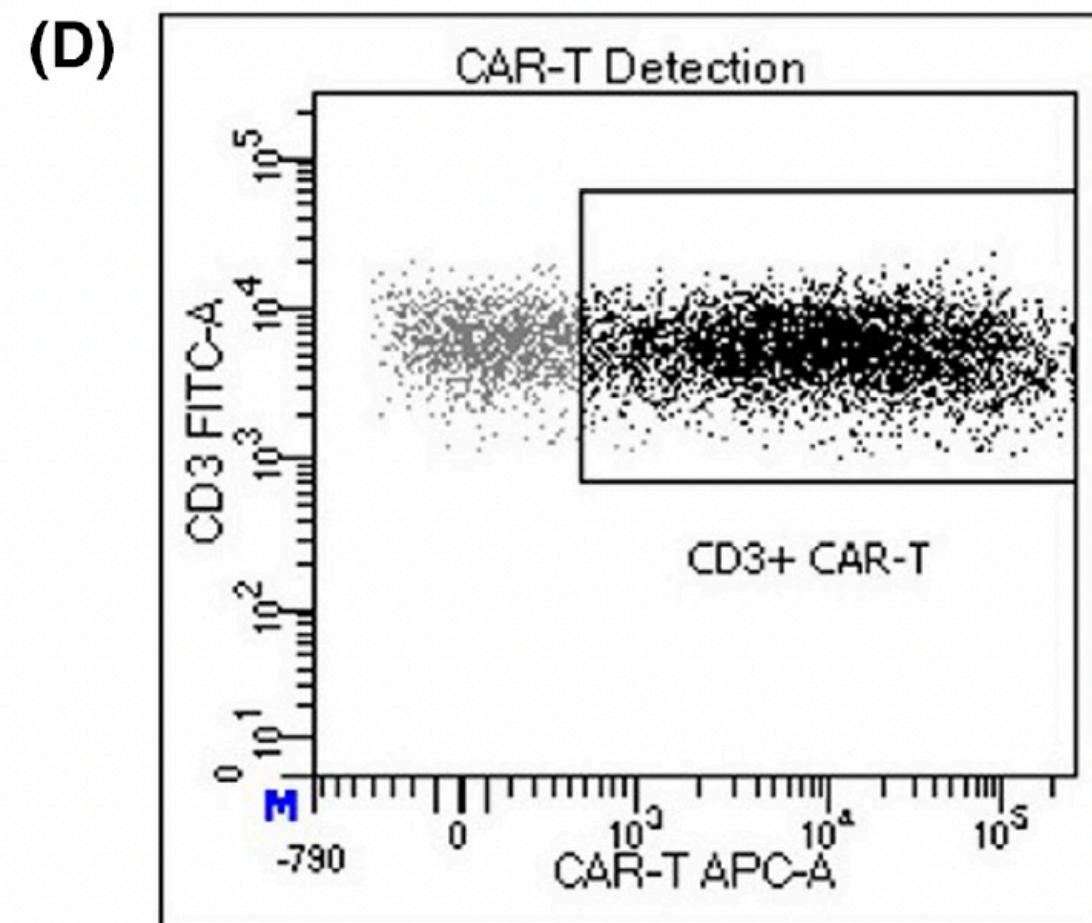 (D)
CAR-T Detection
10^5
10^4
10^3
10^2
10^1
0
CD3 FITC-A
CD3+ CAR-T
M
-790
0
10^3
10^4
10^5
CAR-T APC-A